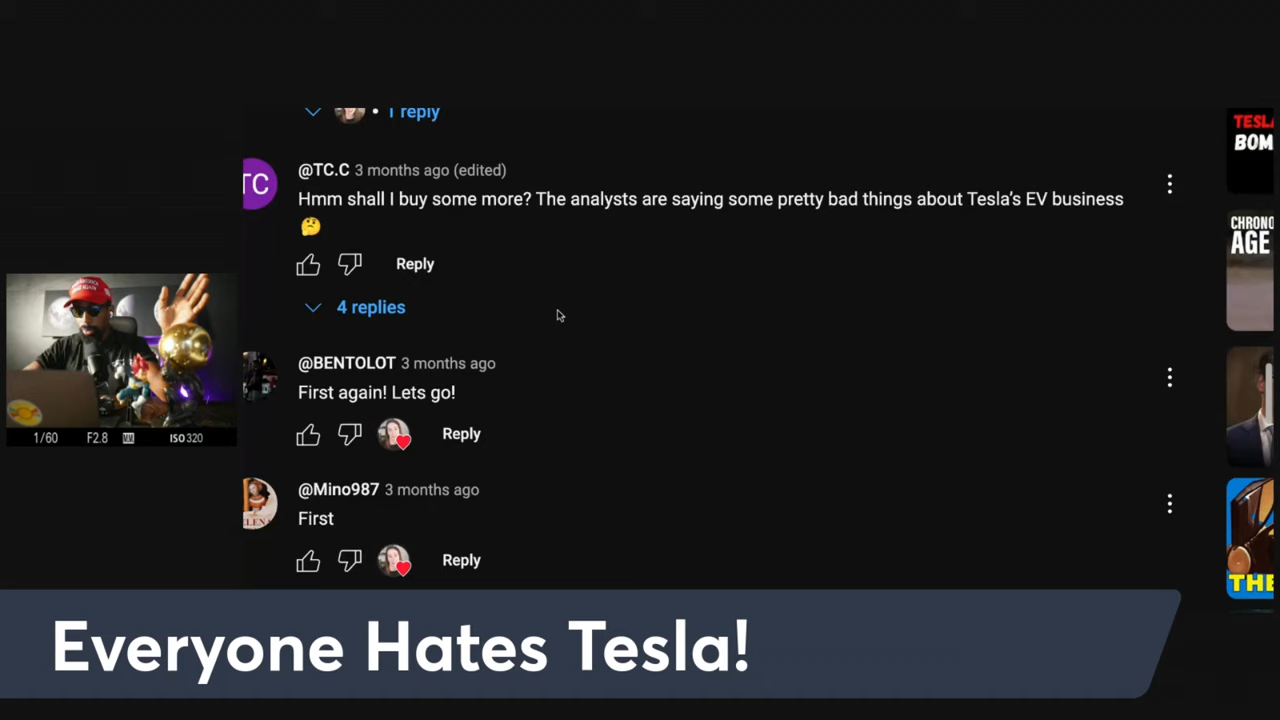 1 reply
TC
@TC.C 3 months ago (edited)
Hmm shall I buy some more? The analysts are saying some pretty bad things about Tesla’s EV business
🤔
Reply
4 replies
@BENTOLOT 3 months ago
First again! Lets go!
Reply
@Mino987 3 months ago
First
Reply
TESLA
BOM
CHRONO
AGE
THE
1/60 F2.8 ISO 320
Everyone Hates Tesla!